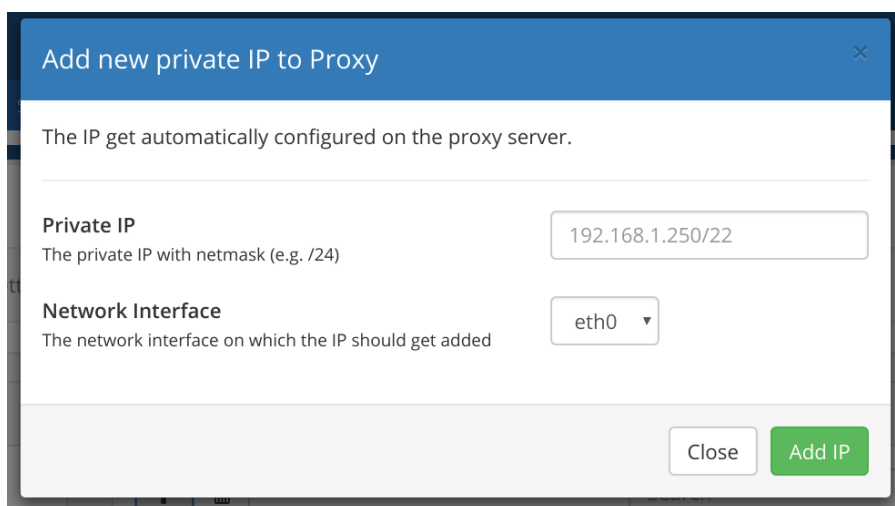 Add new private IP to Proxy
×
The IP get automatically configured on the proxy server.
Private IP
192.168.1.250/22
The private IP with netmask (e.g. /24)
Network Interface
eth0
The network interface on which the IP should get added
Close
Add IP